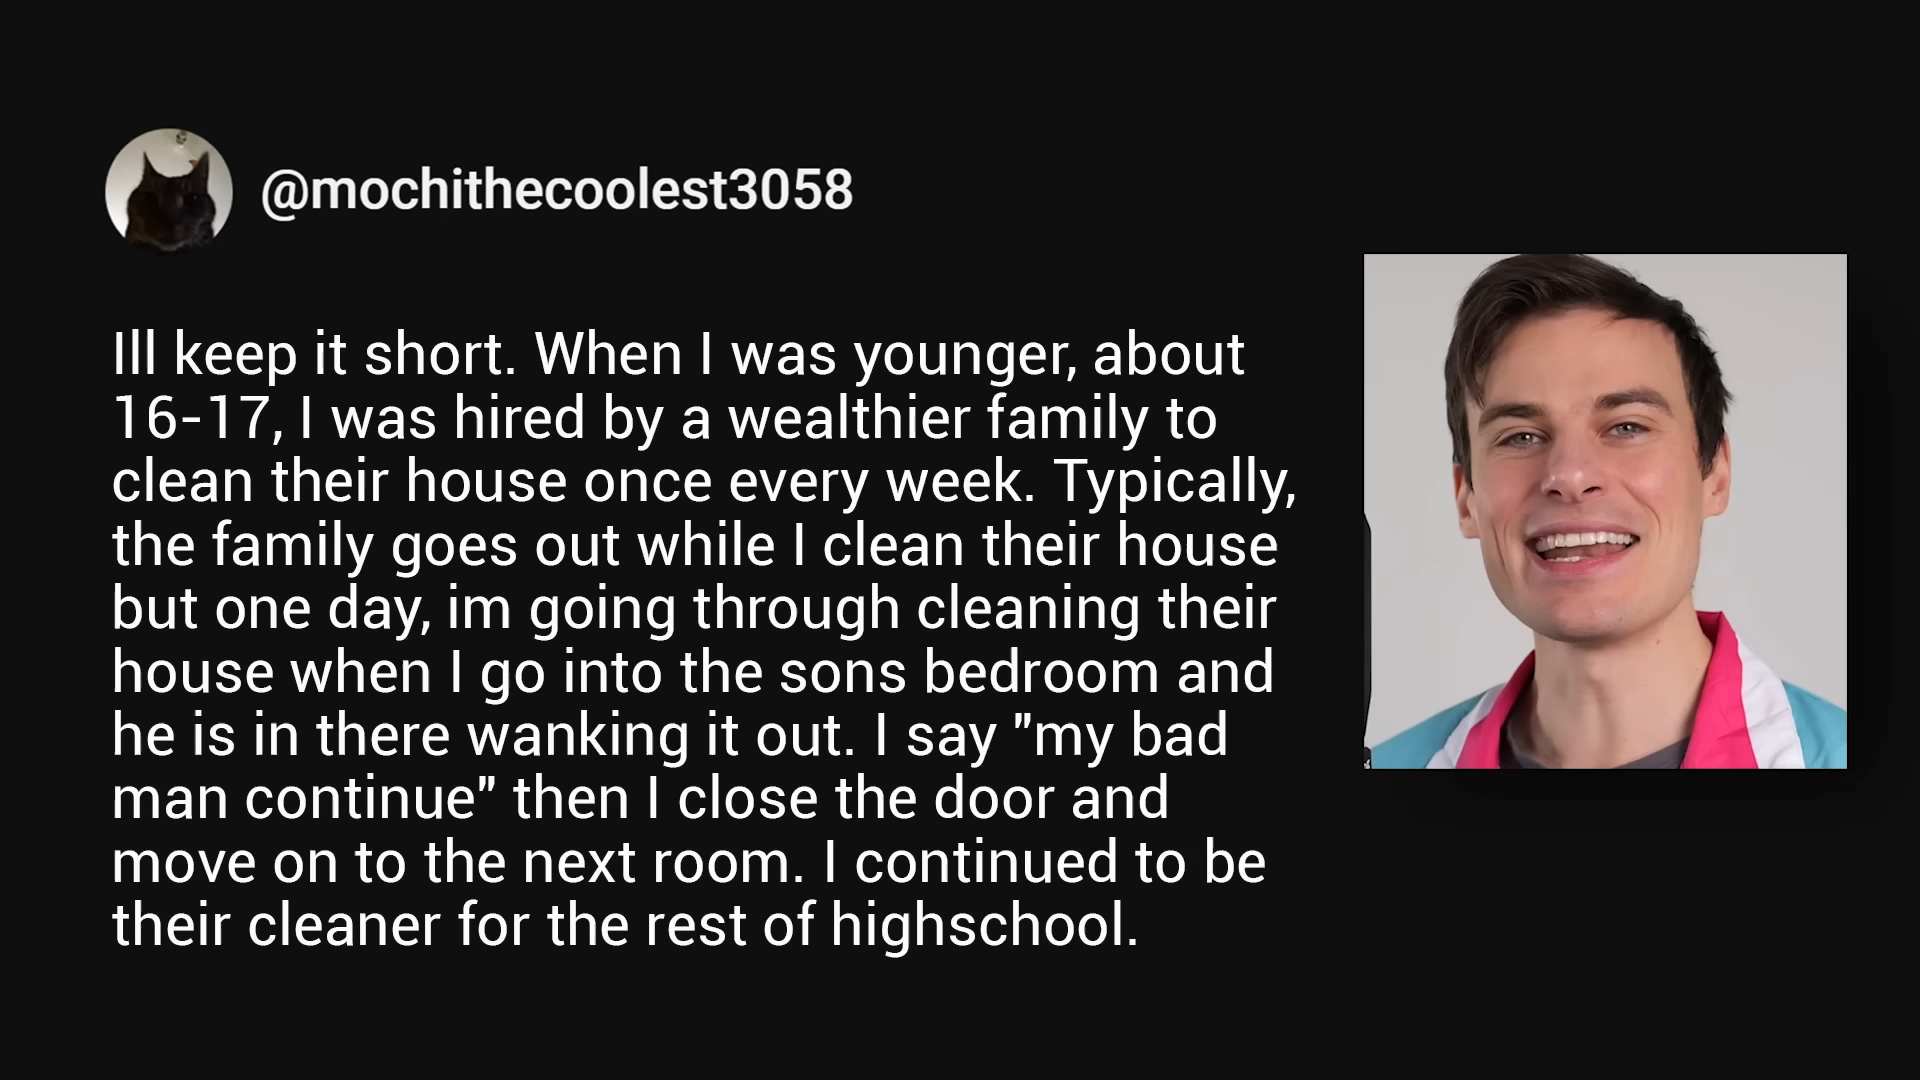 @mochithecoolest3058
Ill keep it short. When I was younger, about
16-17, I was hired by a wealthier family to
clean their house once every week. Typically,
the family goes out while I clean their house
but one day, im going through cleaning their
house when I go into the sons bedroom and
he is in there wanking it out. I say "my bad
man continue" then I close the door and
move on to the next room. I continued to be
their cleaner for the rest of highschool.